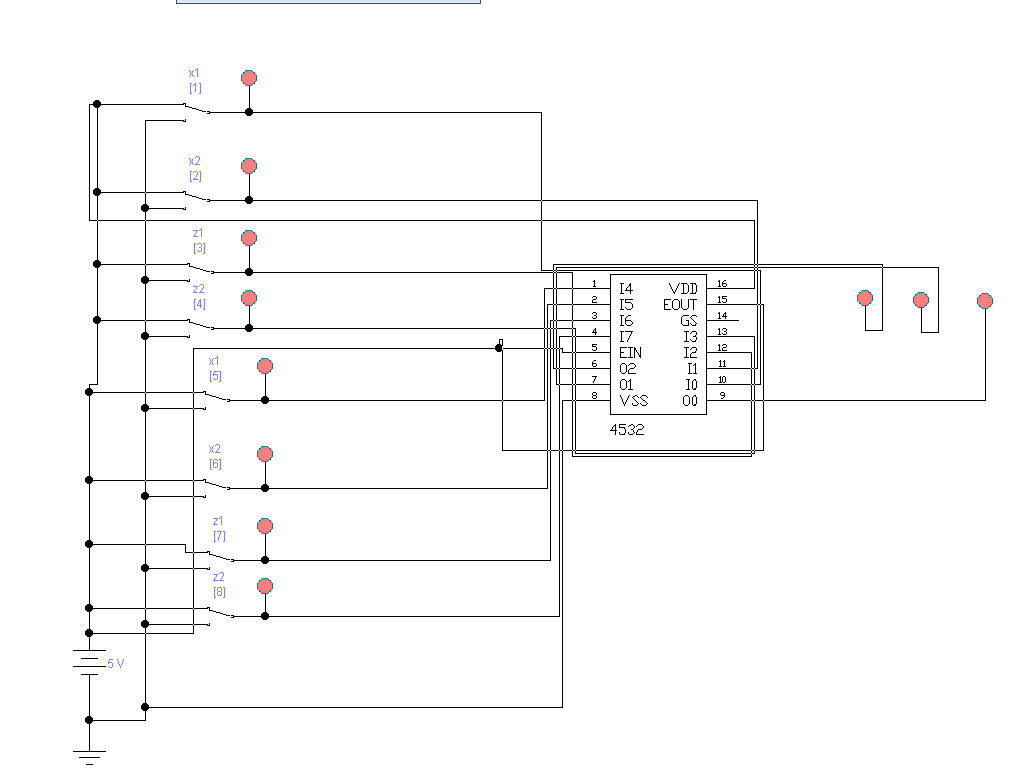 x1
[1]
x2
[2]
z1
[3]
z2
[4]
x1
[5]
x2
[6]
z1
[7]
z2
[8]
5 V
1 I4 VDD 16
2 I5 EOUT 15
3 I6 GS 14
4 I7 I3 13
5 EIN I2 12
6 O2 I1 11
7 O1 I0 10
8 VSS O0 9
4532